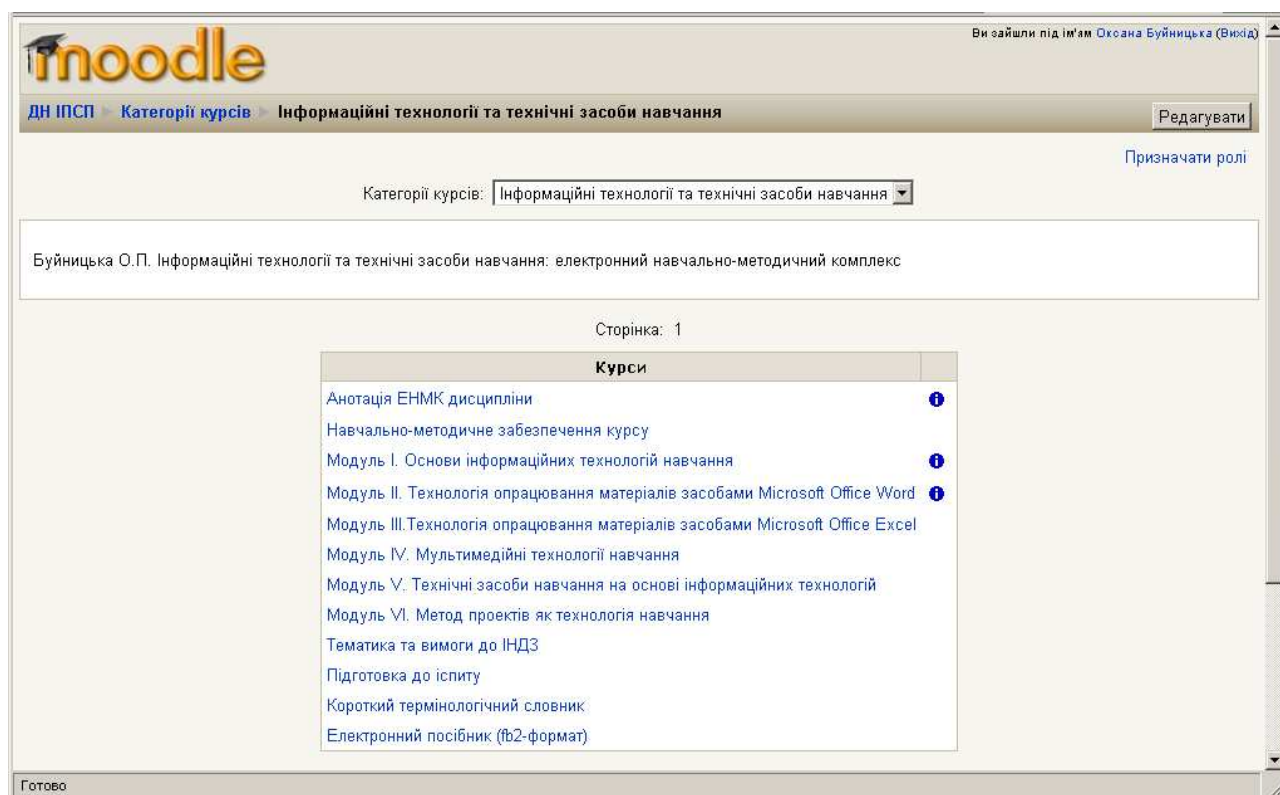 moodle
Ви зайшли під ім'ям Оксана Буйницька (Вихід)
ДН ІПСП ► Категорії курсів ► Інформаційні технології та технічні засоби навчання
Редагувати
Призначати ролі
Категорії курсів: Інформаційні технології та технічні засоби навчання
Буйницька О.П. Інформаційні технології та технічні засоби навчання: електронний навчально-методичний комплекс
Сторінка: 1
Курси
Анотація ЕНМК дисципліни
Навчально-методичне забезпечення курсу
Модуль І. Основи інформаційних технологій навчання
Модуль ІІ. Технологія опрацювання матеріалів засобами Microsoft Office Word
Модуль ІІІ.Технологія опрацювання матеріалів засобами Microsoft Office Excel
Модуль IV. Мультимедійні технології навчання
Модуль V. Технічні засоби навчання на основі інформаційних технологій
Модуль VI. Метод проектів як технологія навчання
Тематика та вимоги до ІНДЗ
Підготовка до іспиту
Короткий термінологічний словник
Електронний посібник (fb2-формат)
Готово